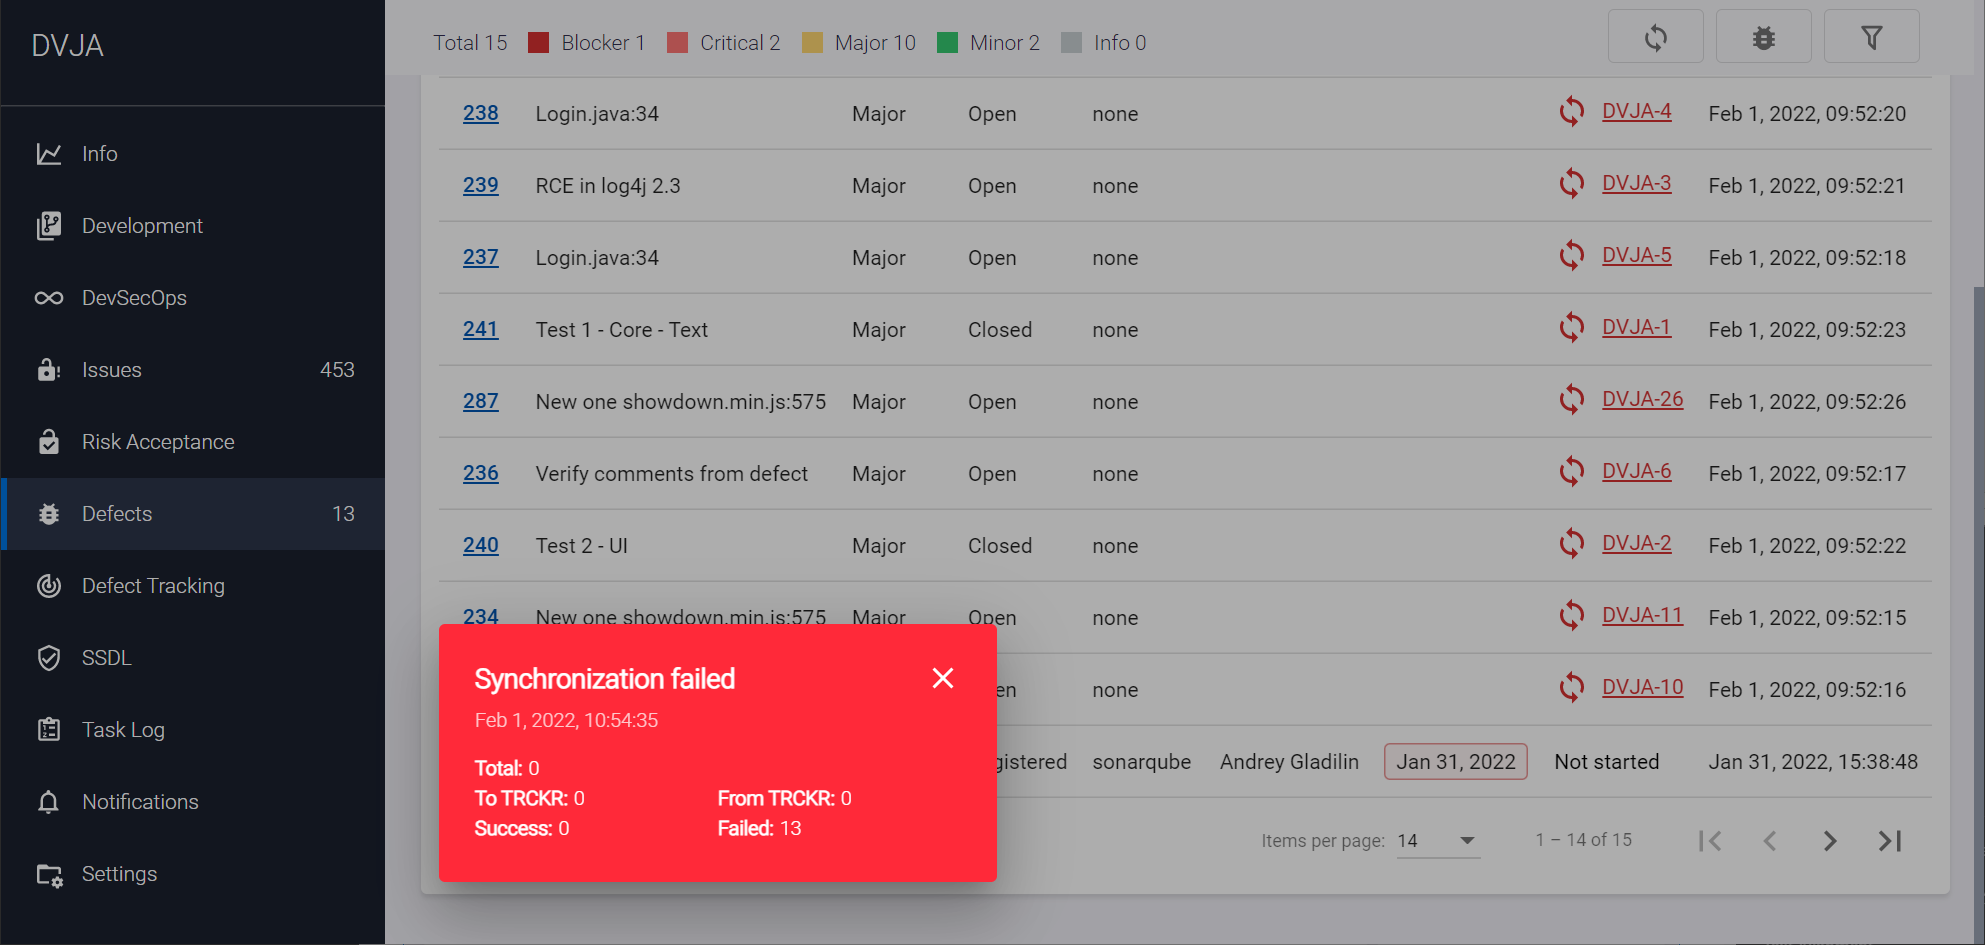 DVJA
Total 15 Blocker 1 Critical 2 Major 10 Minor 2 Info 0
Info
Development
DevSecOps
Issues 453
Risk Acceptance
Defects 13
Defect Tracking
SSDL
Task Log
Notifications
Settings
238 Login.java:34 Major Open none DVJA-4 Feb 1, 2022, 09:52:20
239 RCE in log4j 2.3 Major Open none DVJA-3 Feb 1, 2022, 09:52:21
237 Login.java:34 Major Open none DVJA-5 Feb 1, 2022, 09:52:18
241 Test 1 - Core - Text Major Closed none DVJA-1 Feb 1, 2022, 09:52:23
287 New one showdown.min.js:575 Major Open none DVJA-26 Feb 1, 2022, 09:52:26
236 Verify comments from defect Major Open none DVJA-6 Feb 1, 2022, 09:52:17
240 Test 2 - UI Major Closed none DVJA-2 Feb 1, 2022, 09:52:22
234 New one showdown.min.js:575 Major Open none DVJA-11 Feb 1, 2022, 09:52:15
en none DVJA-10 Feb 1, 2022, 09:52:16
gistered sonarqube Andrey Gladilin Jan 31, 2022 Not started Jan 31, 2022, 15:38:48
Synchronization failed
Feb 1, 2022, 10:54:35
Total: 0
To TRCKR: 0 From TRCKR: 0
Success: 0 Failed: 13
Items per page: 14 1 – 14 of 15